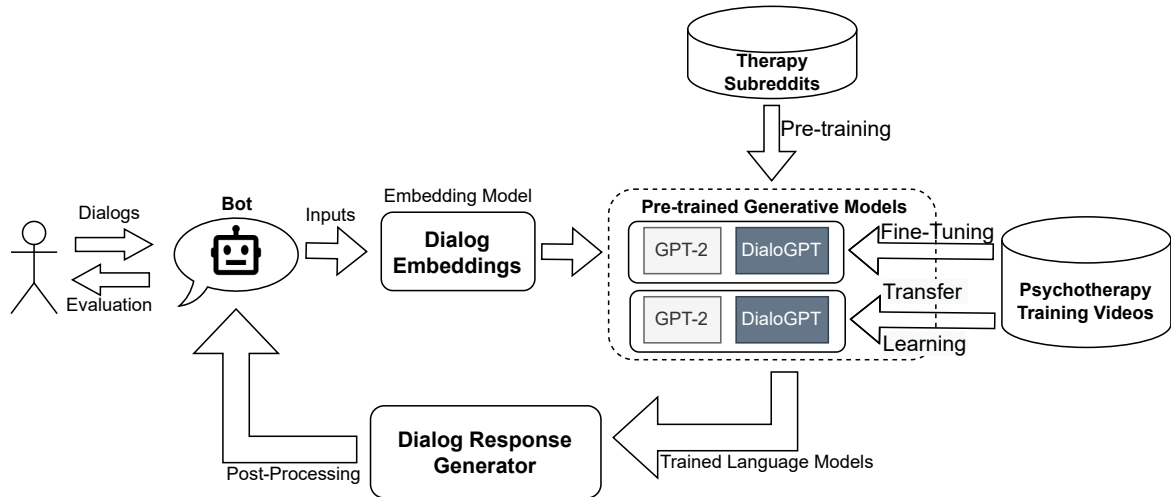 Therapy
Subreddits
Pre-training
Dialogs
Evaluation
Bot
Inputs
Embedding Model
Dialog
Embeddings
Pre-trained Generative Models
GPT-2
DialoGPT
Fine-Tuning
GPT-2
DialoGPT
Transfer
Learning
Psychotherapy
Training Videos
Dialog Response
Generator
Post-Processing
Trained Language Models